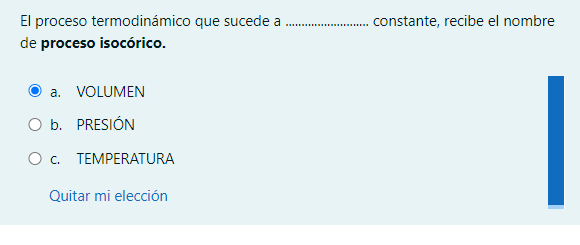 El proceso termodinámico que sucede a .......................... constante, recibe el nombre
de proceso isocórico.
a. VOLUMEN
b. PRESIÓN
c. TEMPERATURA
Quitar mi elección